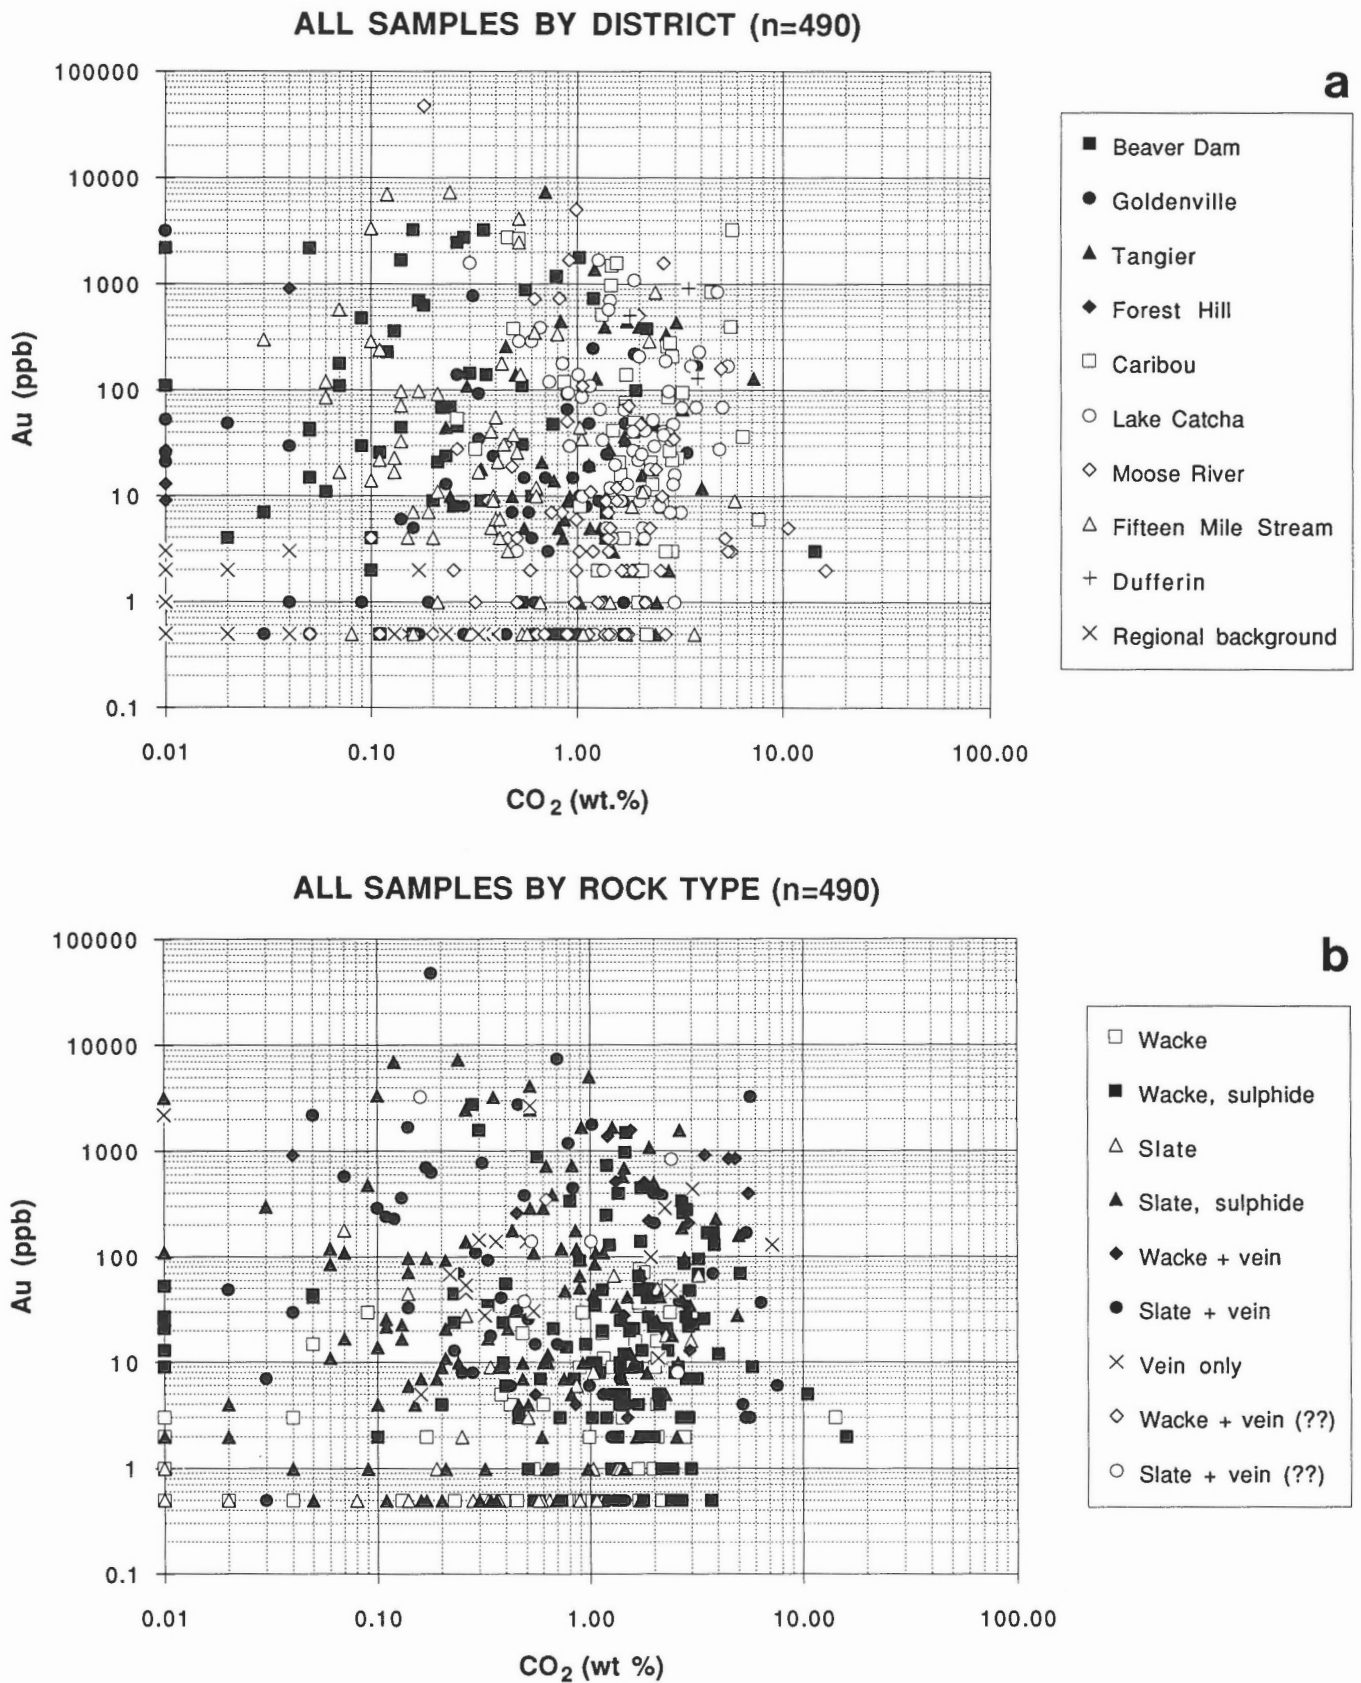 ALL SAMPLES BY DISTRICT (n=490)
a
100000
10000
1000
100
10
1
0.1
Au (ppb)
0.01 0.10 1.00 10.00 100.00
CO2 (wt.%)
Beaver Dam
Goldenville
Tangier
Forest Hill
Caribou
Lake Catcha
Moose River
Fifteen Mile Stream
Dufferin
Regional background
ALL SAMPLES BY ROCK TYPE (n=490)
b
100000
10000
1000
100
10
1
0.1
Au (ppb)
0.01 0.10 1.00 10.00 100.00
CO2 (wt %)
Wacke
Wacke, sulphide
Slate
Slate, sulphide
Wacke + vein
Slate + vein
Vein only
Wacke + vein (??)
Slate + vein (??)